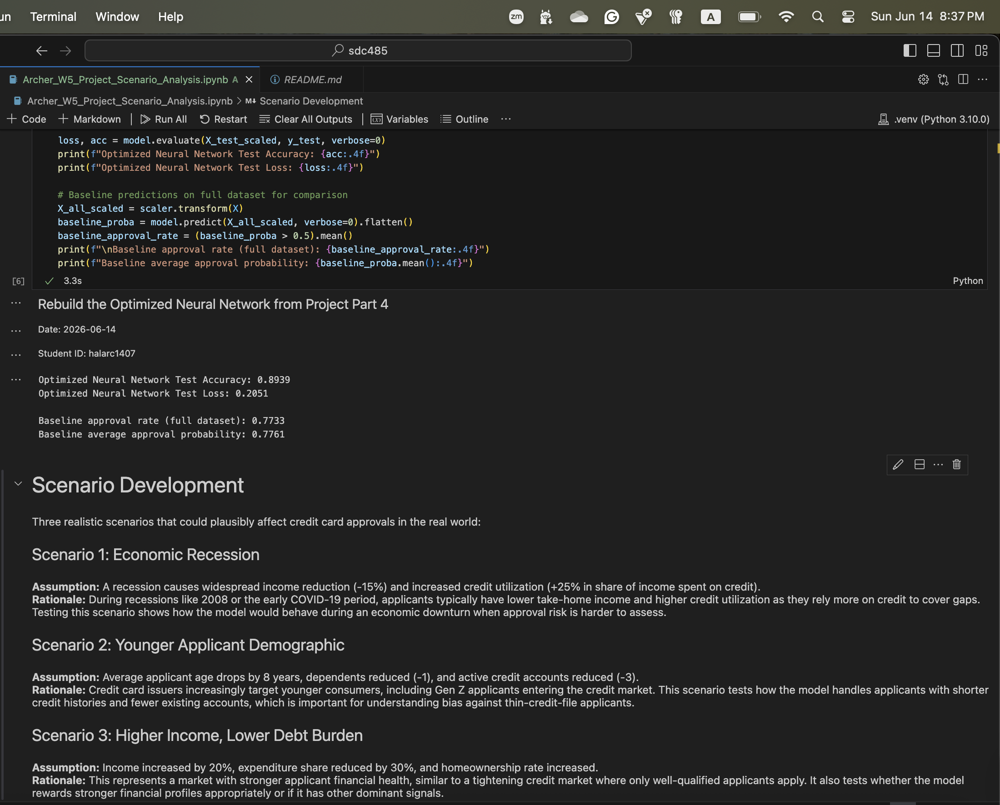 Terminal Window Help zm A Sun Jun 14 8:37 PM
sdc485
Archer_W5_Project_Scenario_Analysis.ipynb A README.md
Archer_W5_Project_Scenario_Analysis.ipynb > M↓ Scenario Development
+ Code + Markdown | Run All Restart Clear All Outputs | Variables Outline ... .venv (Python 3.10.0)
loss, acc = model.evaluate(X_test_scaled, y_test, verbose=0)
print(f"Optimized Neural Network Test Accuracy: {acc:.4f}")
print(f"Optimized Neural Network Test Loss: {loss:.4f}")
# Baseline predictions on full dataset for comparison
X_all_scaled = scaler.transform(X)
baseline_proba = model.predict(X_all_scaled, verbose=0).flatten()
baseline_approval_rate = (baseline_proba > 0.5).mean()
print(f"\nBaseline approval rate (full dataset): {baseline_approval_rate:.4f}")
print(f"Baseline average approval probability: {baseline_proba.mean():.4f}")
[6] ✓ 3.3s Python
Rebuild the Optimized Neural Network from Project Part 4
Date: 2026-06-14
Student ID: halarc1407
Optimized Neural Network Test Accuracy: 0.8939
Optimized Neural Network Test Loss: 0.2051
Baseline approval rate (full dataset): 0.7733
Baseline average approval probability: 0.7761
Scenario Development
Three realistic scenarios that could plausibly affect credit card approvals in the real world:
Scenario 1: Economic Recession
Assumption: A recession causes widespread income reduction (-15%) and increased credit utilization (+25% in share of income spent on credit).
Rationale: During recessions like 2008 or the early COVID-19 period, applicants typically have lower take-home income and higher credit utilization as they rely more on credit to cover gaps.
Testing this scenario shows how the model would behave during an economic downturn when approval risk is harder to assess.
Scenario 2: Younger Applicant Demographic
Assumption: Average applicant age drops by 8 years, dependents reduced (-1), and active credit accounts reduced (-3).
Rationale: Credit card issuers increasingly target younger consumers, including Gen Z applicants entering the credit market. This scenario tests how the model handles applicants with shorter
credit histories and fewer existing accounts, which is important for understanding bias against thin-credit-file applicants.
Scenario 3: Higher Income, Lower Debt Burden
Assumption: Income increased by 20%, expenditure share reduced by 30%, and homeownership rate increased.
Rationale: This represents a market with stronger applicant financial health, similar to a tightening credit market where only well-qualified applicants apply. It also tests whether the model
rewards stronger financial profiles appropriately or if it has other dominant signals.